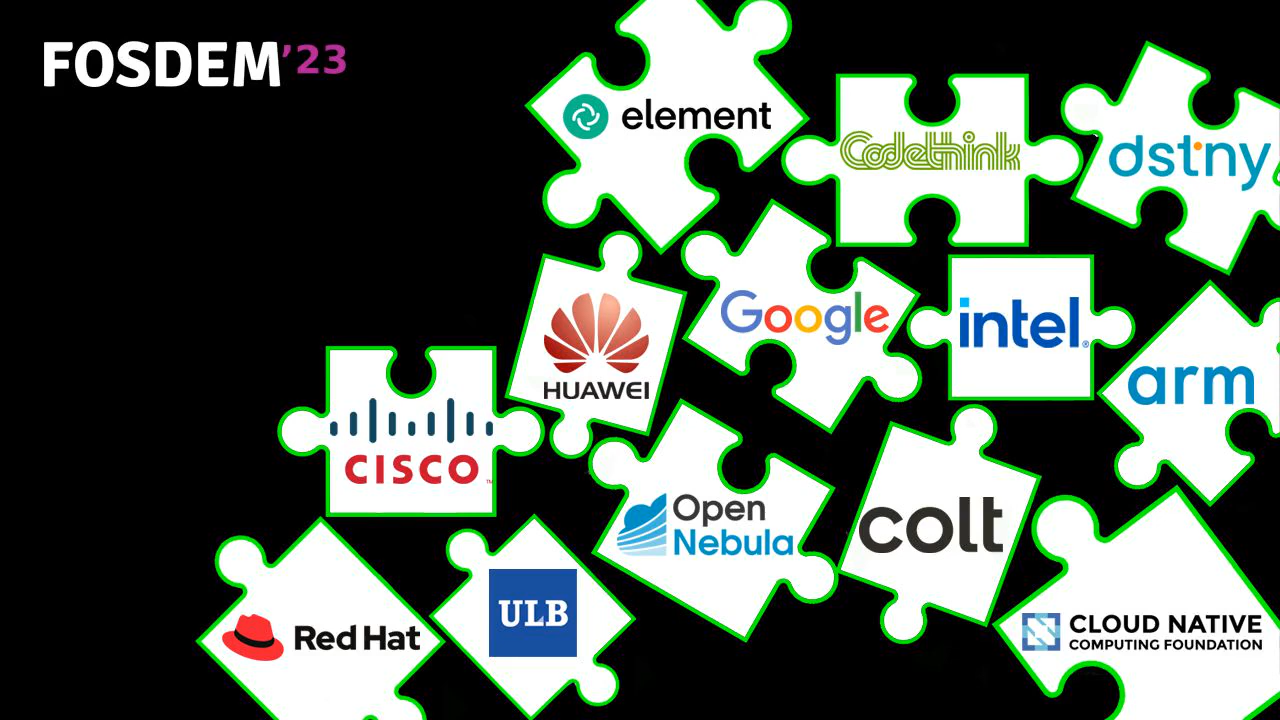 FOSDEM'23
element
Codethink
dstny
HUAWEI
Google
intel®
arm
CISCO™
Open
Nebula
colt
Red Hat
ULB
CLOUD NATIVE
COMPUTING FOUNDATION